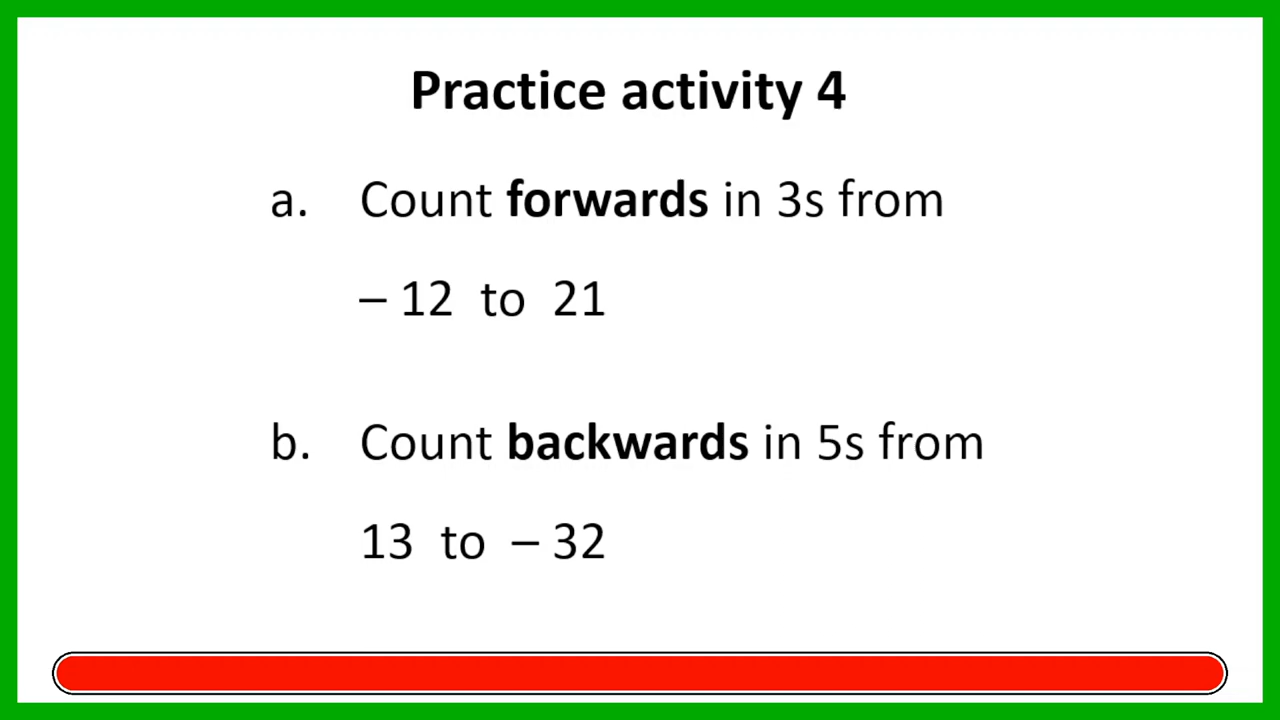 Practice activity 4
a. Count forwards in 3s from
– 12 to 21
b. Count backwards in 5s from
13 to – 32